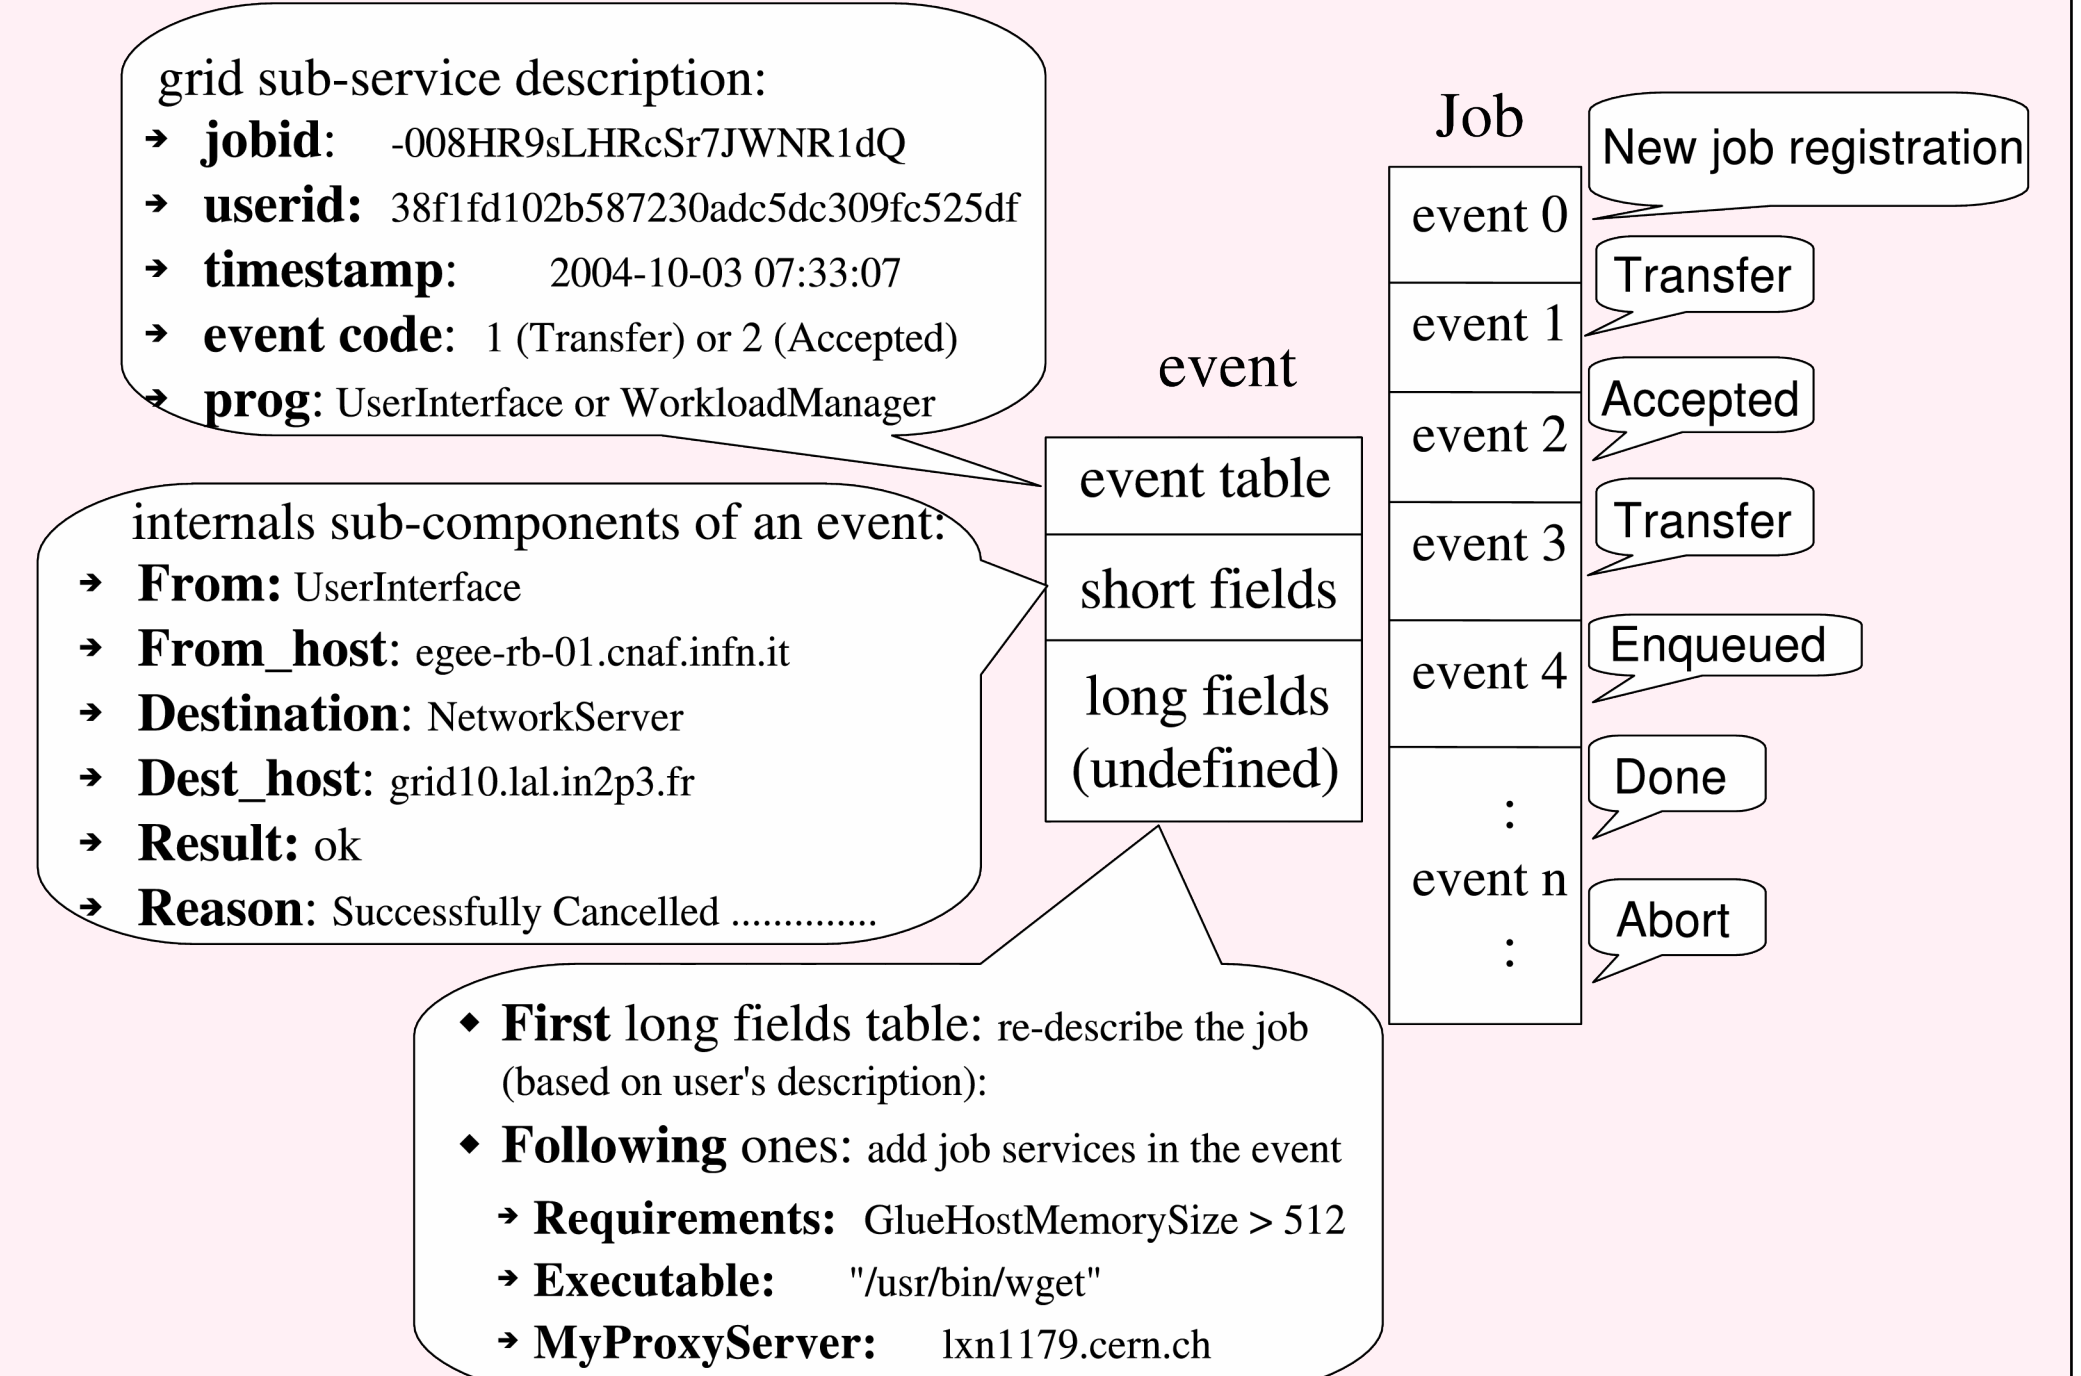 grid sub-service description:
➔ jobid: -008HR9sLHRcSr7JWNR1dQ
➔ userid: 38f1fd102b587230adc5dc309fc525df
➔ timestamp: 2004-10-03 07:33:07
➔ event code: 1 (Transfer) or 2 (Accepted)
➔ prog: UserInterface or WorkloadManager
internals sub-components of an event:
➔ From: UserInterface
➔ From_host: egee-rb-01.cnaf.infn.it
➔ Destination: NetworkServer
➔ Dest_host: grid10.lal.in2p3.fr
➔ Result: ok
➔ Reason: Successfully Cancelled ..............
event
event table
short fields
long fields
(undefined)
◆ First long fields table: re-describe the job
(based on user's description):
◆ Following ones: add job services in the event
➔ Requirements: GlueHostMemorySize > 512
➔ Executable: "/usr/bin/wget"
➔ MyProxyServer: lxn1179.cern.ch
Job
event 0
event 1
event 2
event 3
event 4
:
event n
:
New job registration
Transfer
Accepted
Transfer
Enqueued
Done
Abort